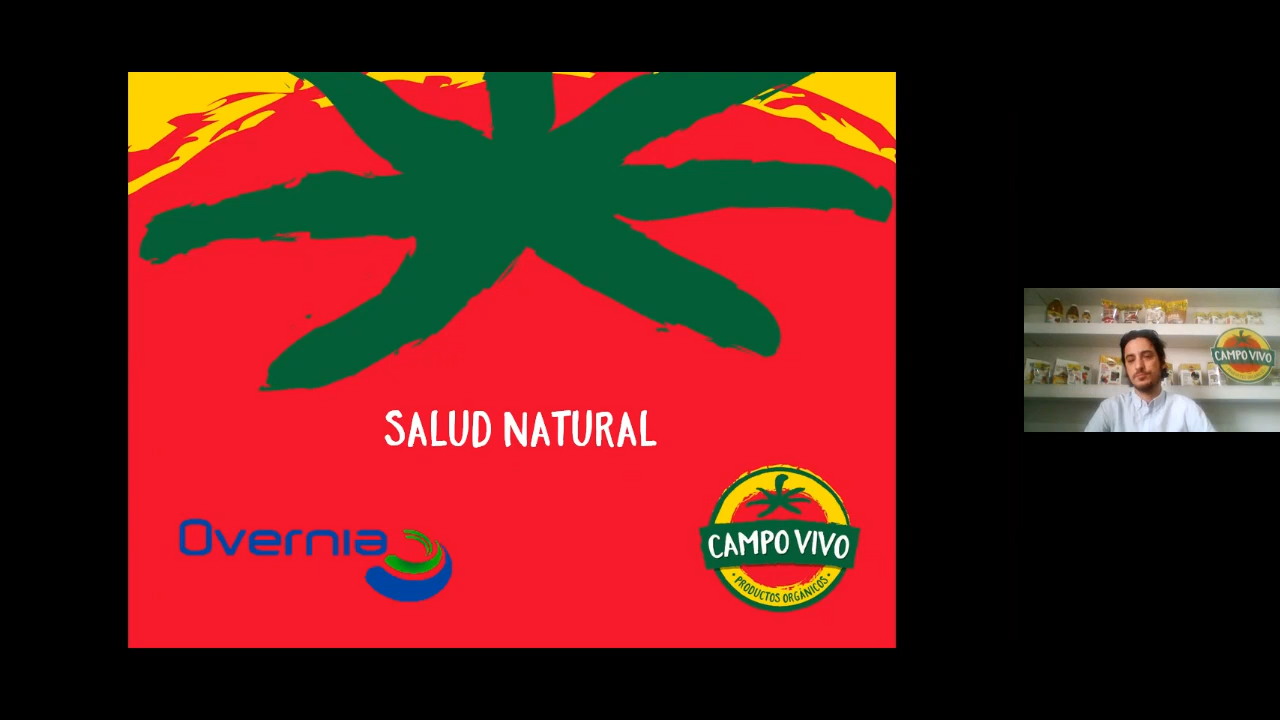 SALUD NATURAL
Overnia
CAMPO VIVO
• PRODUCTOS ORGÁNICOS •
CAMPO VIVO